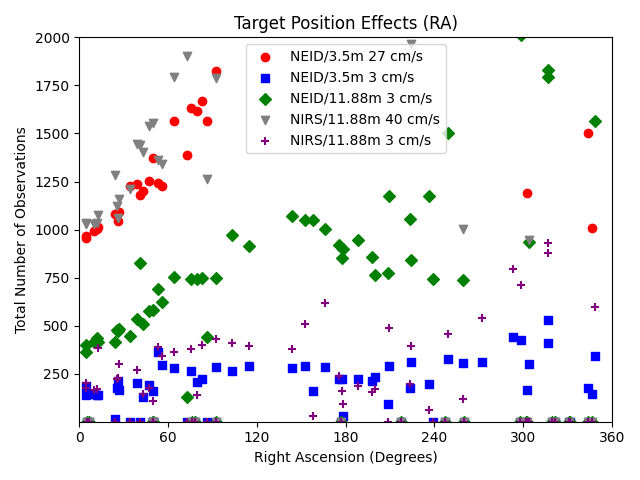 Target Position Effects (RA)
NEID/3.5m 27 cm/s
NEID/3.5m 3 cm/s
NEID/11.88m 3 cm/s
NIRS/11.88m 40 cm/s
NIRS/11.88m 3 cm/s
Total Number of Observations
2000
1750
1500
1250
1000
750
500
250
0 60 120 180 240 300 360
Right Ascension (Degrees)